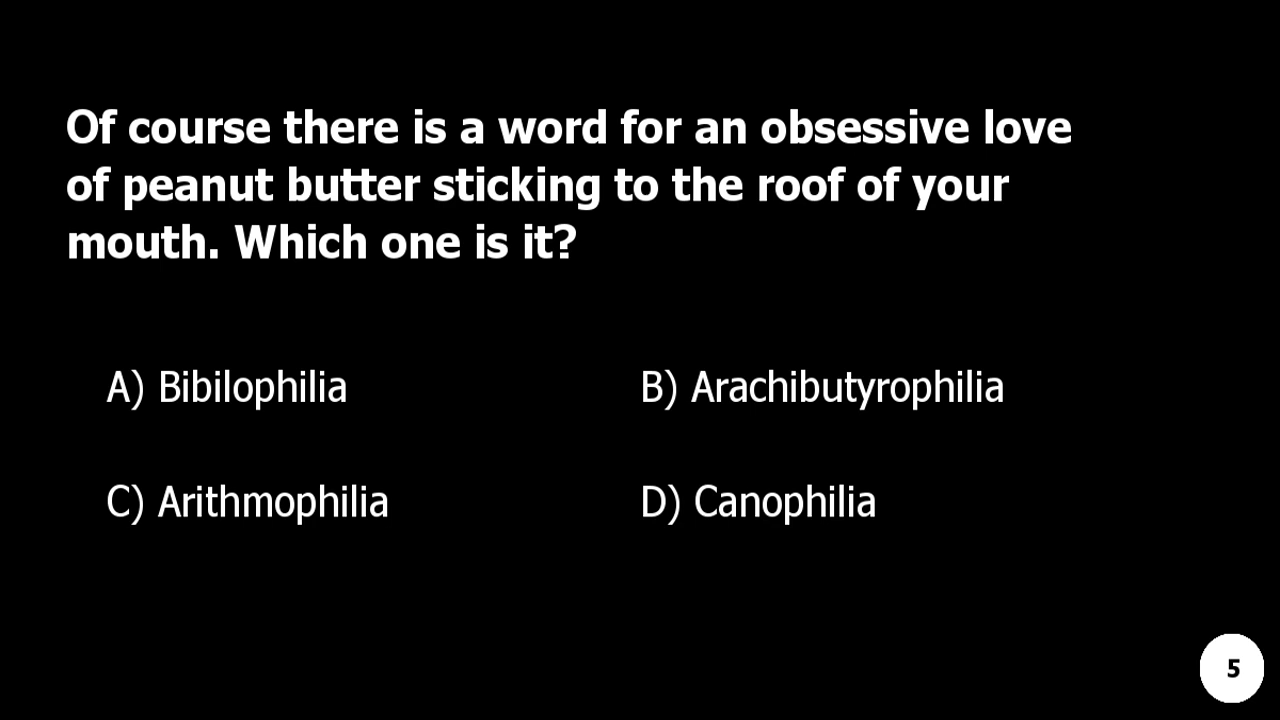 Of course there is a word for an obsessive love
of peanut butter sticking to the roof of your
mouth. Which one is it?
A) Bibilophilia
B) Arachibutyrophilia
C) Arithmophilia
D) Canophilia
5